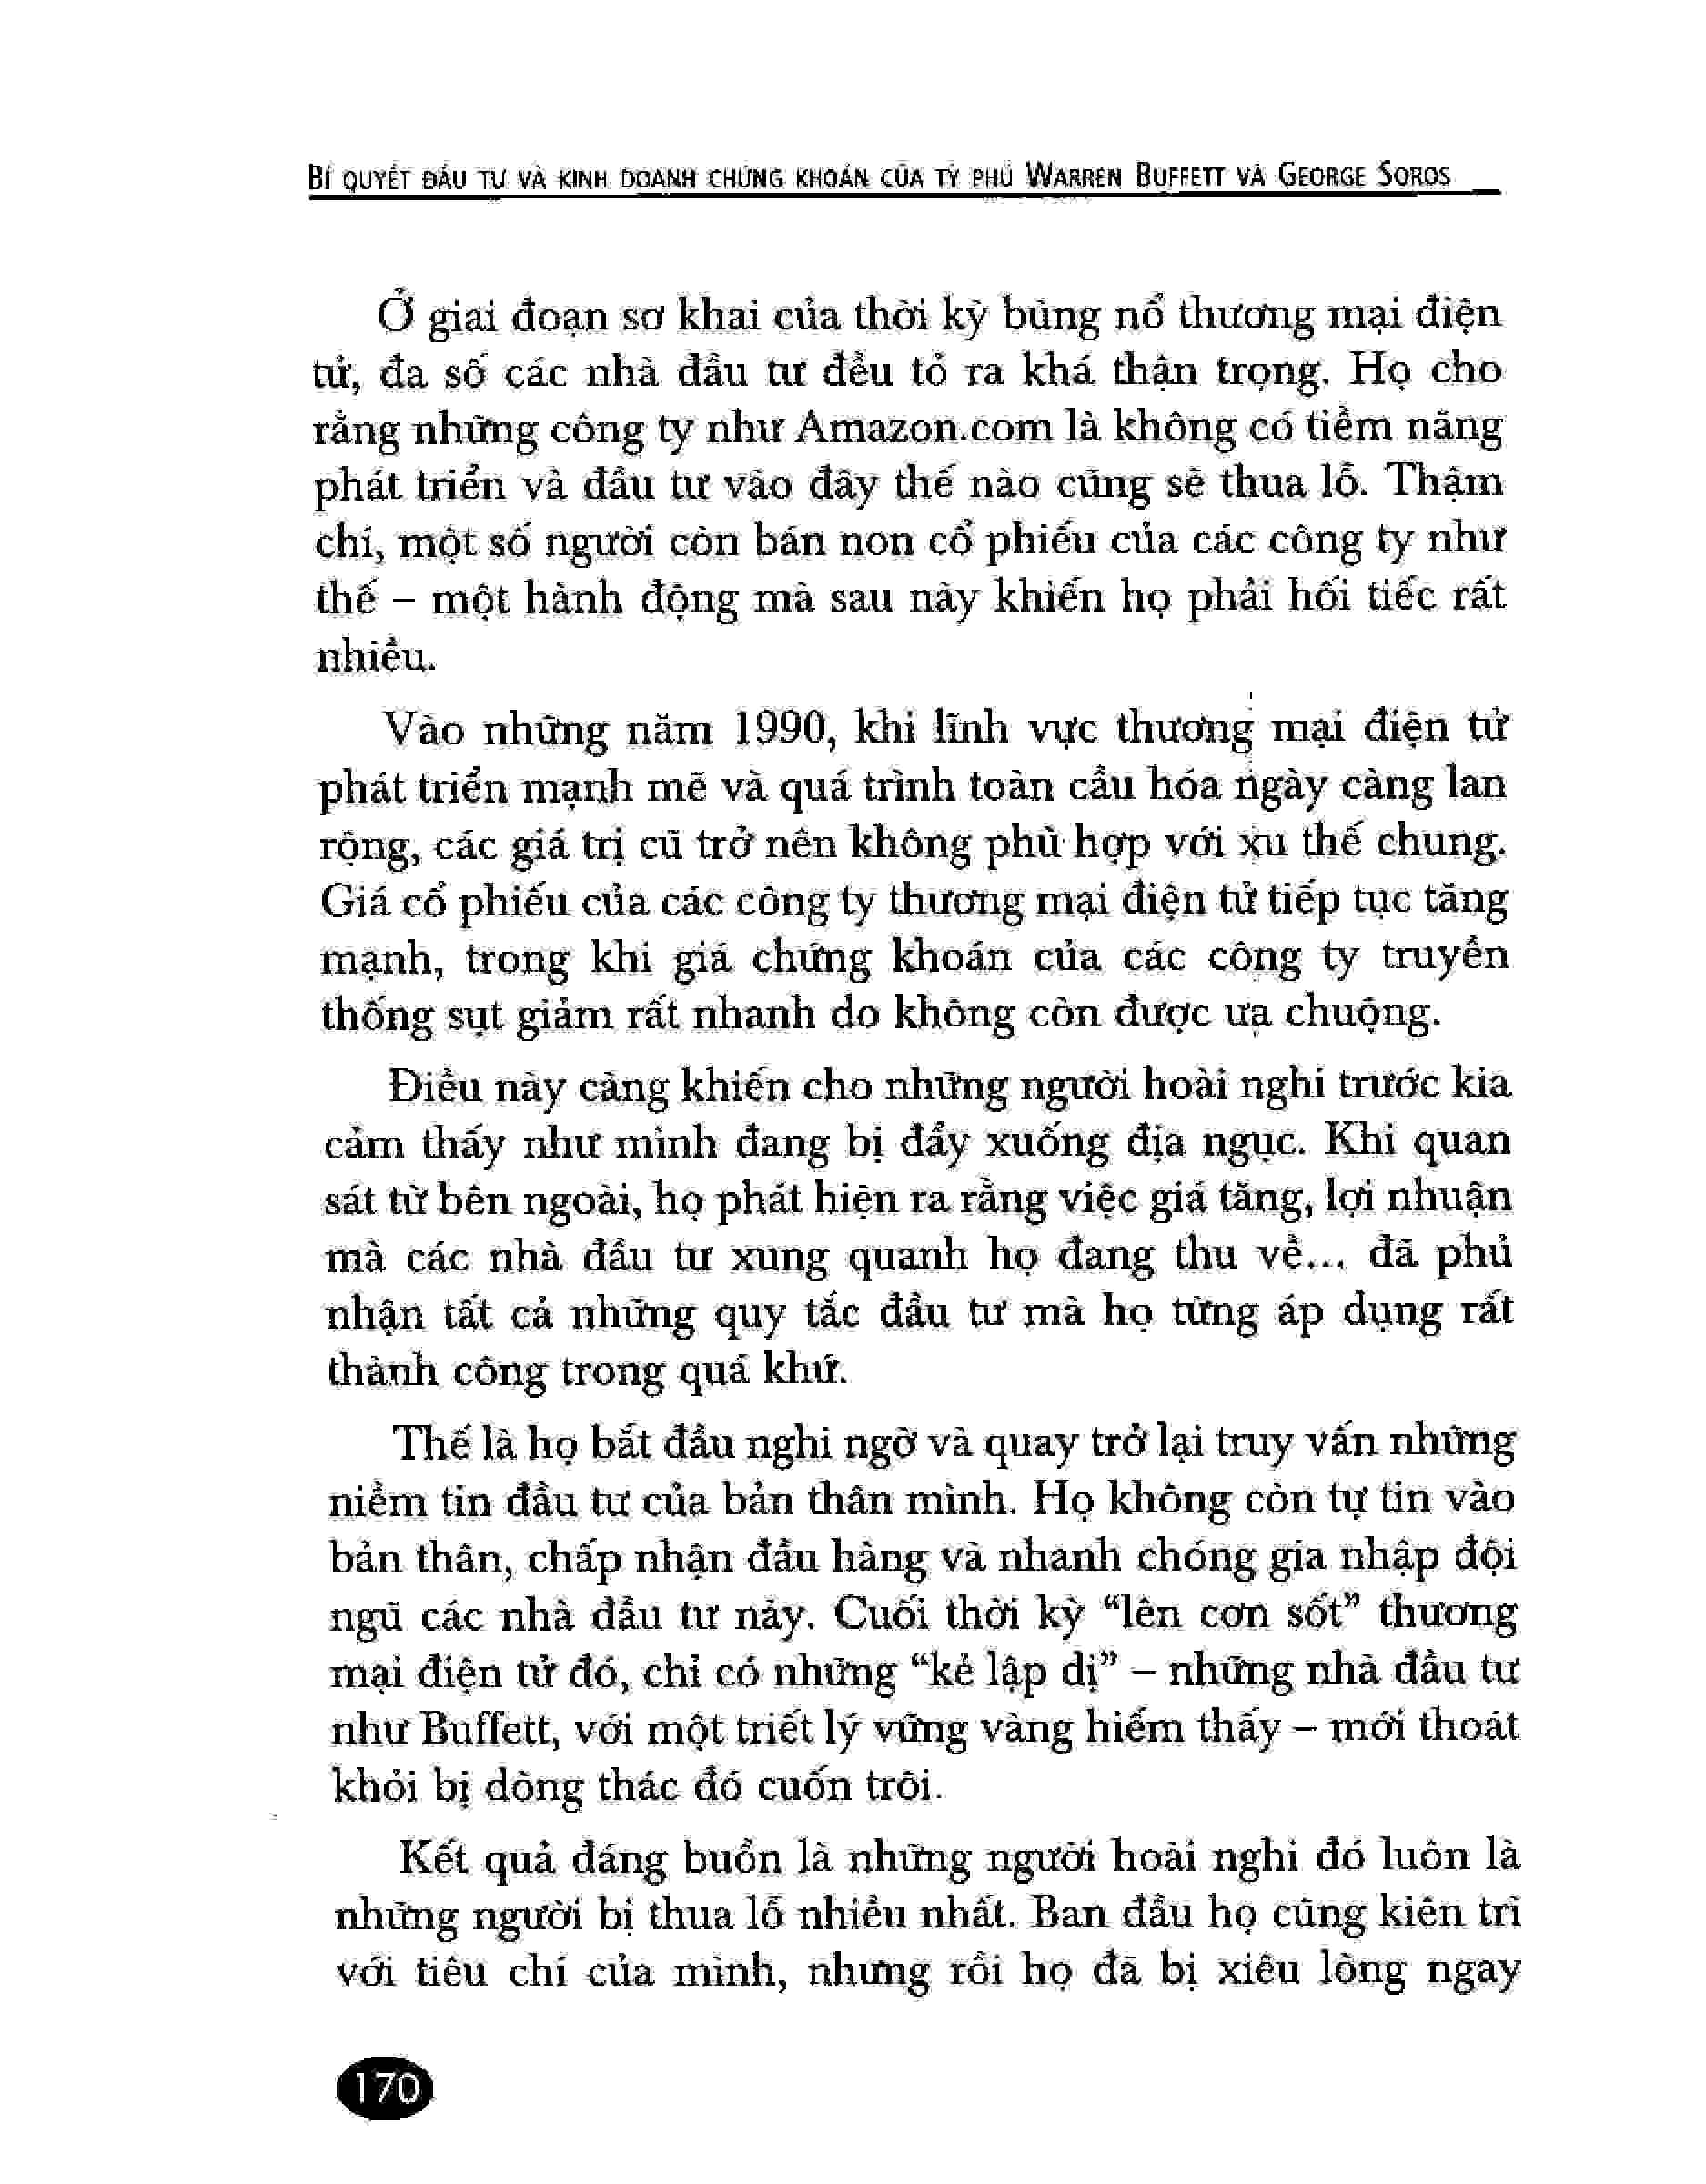 BÍ QUYẾT ĐẦU TƯ VÀ KINH DOANH CHỨNG KHOÁN CỦA TỶ PHÚ WARREN BUFFETT VÀ GEORGE SOROS
Ở giai đoạn sơ khai của thời kỳ bùng nổ thương mại điện
tử, đa số các nhà đầu tư đều tỏ ra khá thận trọng. Họ cho
rằng những công ty như Amazon.com là không có tiềm năng
phát triển và đầu tư vào đây thế nào cũng sẽ thua lỗ. Thậm
chí, một số người còn bán non cổ phiếu của các công ty như
thế – một hành động mà sau này khiến họ phải hối tiếc rất
nhiều.
Vào những năm 1990, khi lĩnh vực thương mại điện tử
phát triển mạnh mẽ và quá trình toàn cầu hóa ngày càng lan
rộng, các giá trị cũ trở nên không phù hợp với xu thế chung.
Giá cổ phiếu của các công ty thương mại điện tử tiếp tục tăng
mạnh, trong khi giá chứng khoán của các công ty truyền
thống sụt giảm rất nhanh do không còn được ưa chuộng.
Điều này càng khiến cho những người hoài nghi trước kia
cảm thấy như mình đang bị đẩy xuống địa ngục. Khi quan
sát từ bên ngoài, họ phát hiện ra rằng việc giá tăng, lợi nhuận
mà các nhà đầu tư xung quanh họ đang thu về... đã phủ
nhận tất cả những quy tắc đầu tư mà họ từng áp dụng rất
thành công trong quá khứ.
Thế là họ bắt đầu nghi ngờ và quay trở lại truy vấn những
niềm tin đầu tư của bản thân mình. Họ không còn tự tin vào
bản thân, chấp nhận đầu hàng và nhanh chóng gia nhập đội
ngũ các nhà đầu tư này. Cuối thời kỳ “lên cơn sốt” thương
mại điện tử đó, chỉ có những “kẻ lập dị” – những nhà đầu tư
như Buffett, với một triết lý vững vàng hiếm thấy – mới thoát
khỏi bị dòng thác đó cuốn trôi.
Kết quả đáng buồn là những người hoài nghi đó luôn là
những người bị thua lỗ nhiều nhất. Ban đầu họ cũng kiên trì
với tiêu chí của mình, nhưng rồi họ đã bị xiêu lòng ngay
170